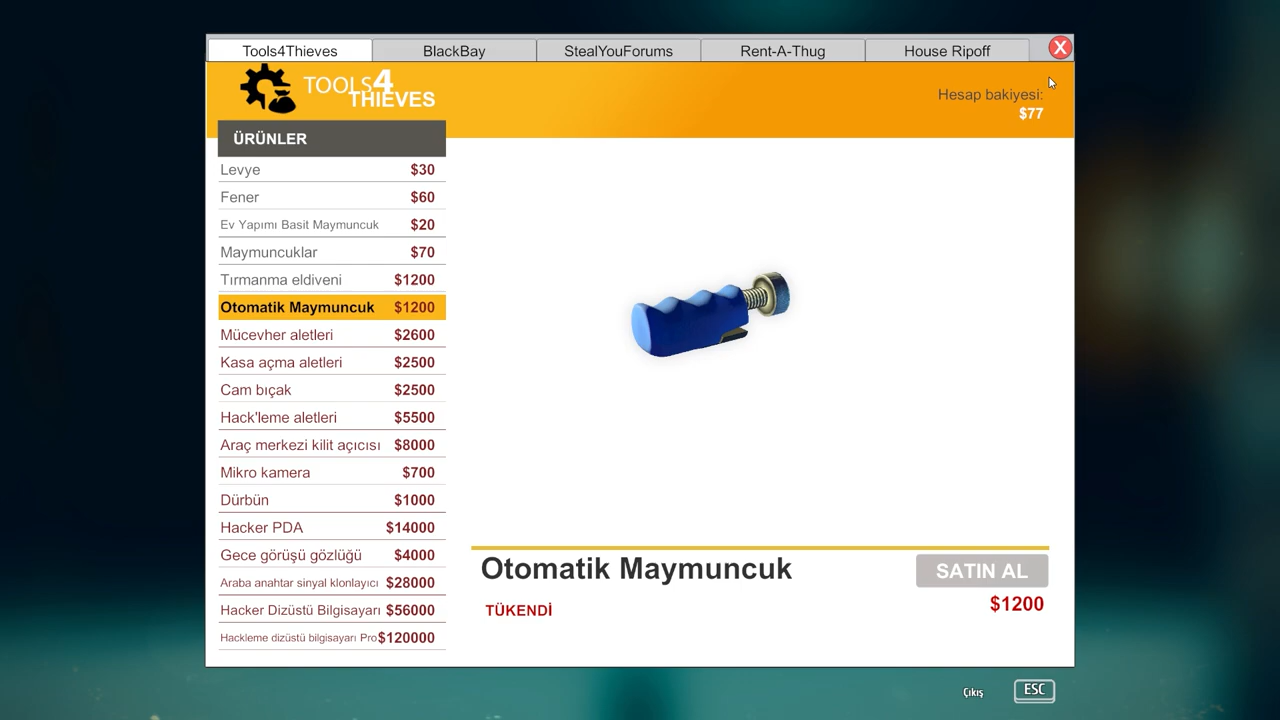 Tools4Thieves
BlackBay
StealYouForums
Rent-A-Thug
House Ripoff
X
TOOLS4
THIEVES
Hesap bakiyesi:
$77
ÜRÜNLER
Levye $30
Fener $60
Ev Yapımı Basit Maymuncuk $20
Maymuncuklar $70
Tırmanma eldiveni $1200
Otomatik Maymuncuk $1200
Mücevher aletleri $2600
Kasa açma aletleri $2500
Cam bıçak $2500
Hack'leme aletleri $5500
Araç merkezi kilit açıcısı $8000
Mikro kamera $700
Dürbün $1000
Hacker PDA $14000
Gece görüşü gözlüğü $4000
Araba anahtar sinyal klonlayıcı $28000
Hacker Dizüstü Bilgisayarı $56000
Hackleme dizüstü bilgisayarı Pro $120000
Otomatik Maymuncuk
SATIN AL
TÜKENDİ
$1200
Çıkış
ESC